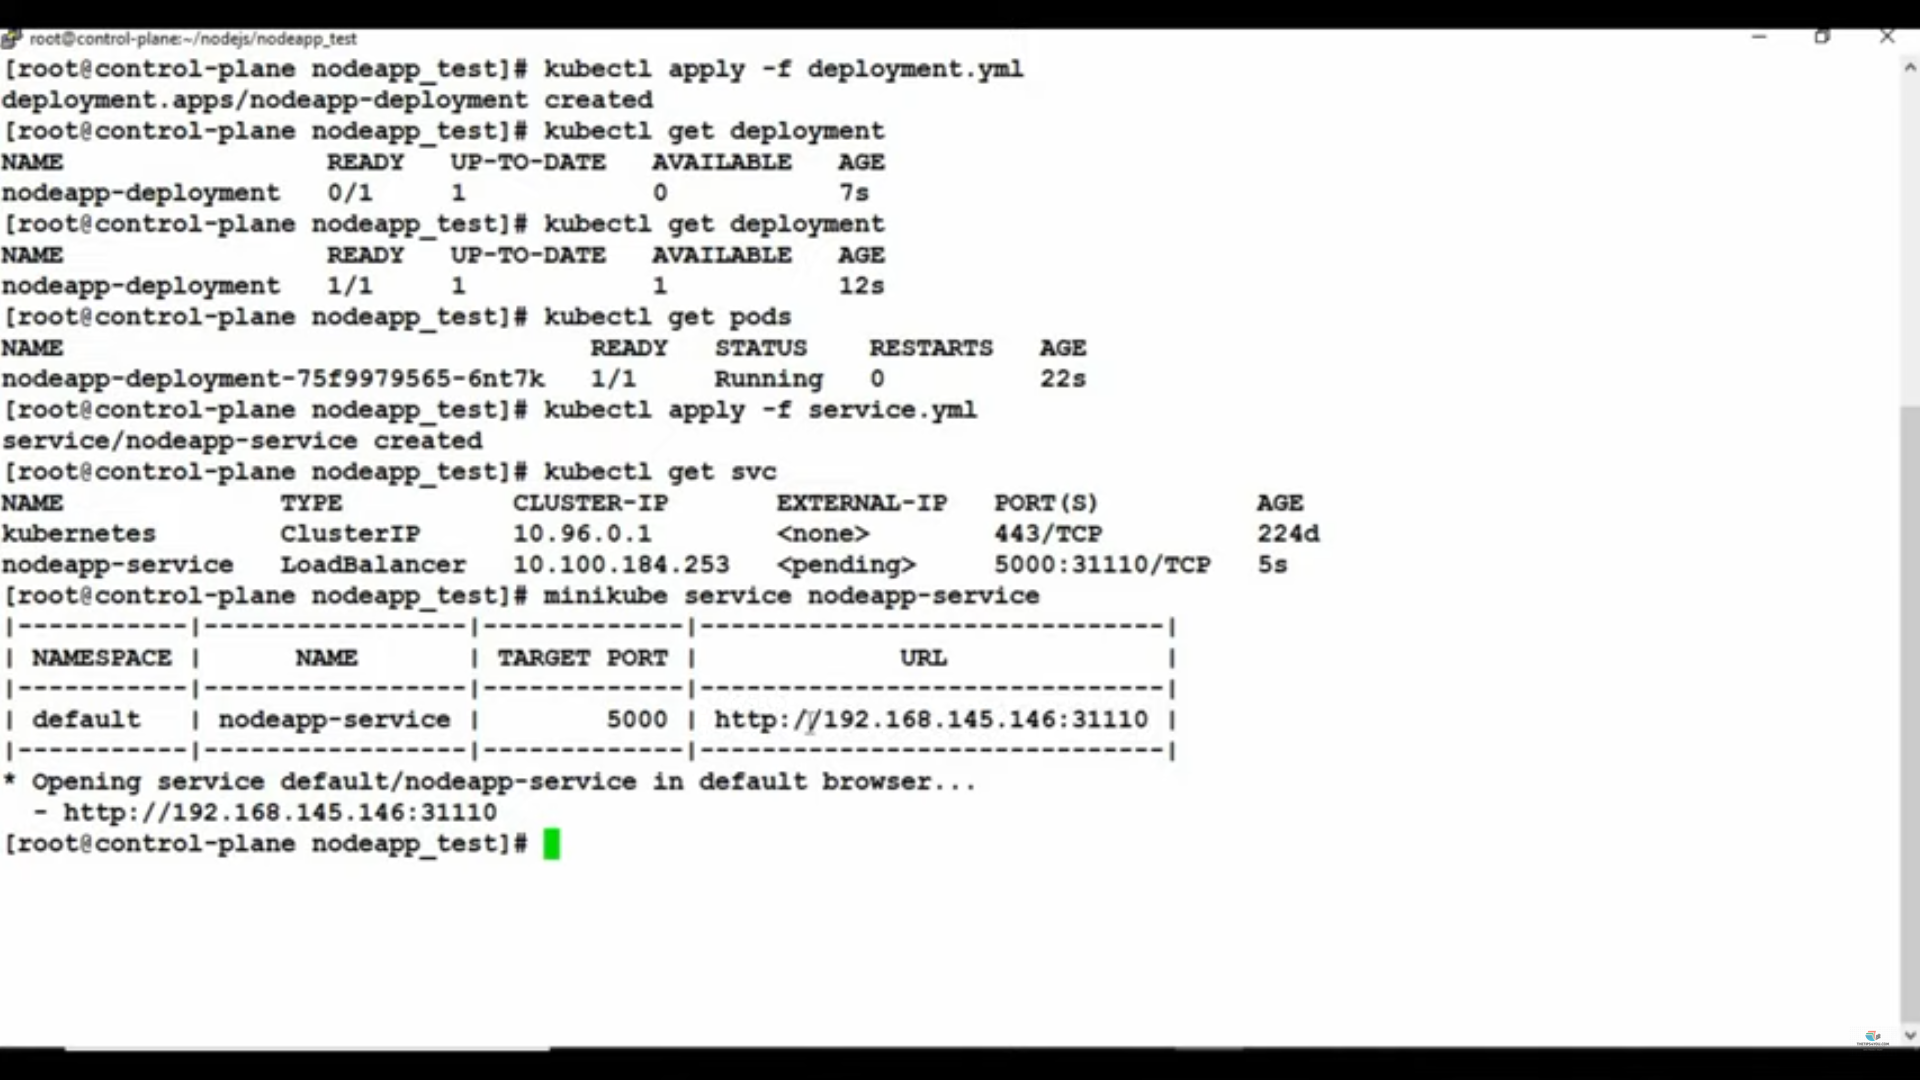 root@control-plane:~/nodejs/nodeapp_test
[root@control-plane nodeapp_test]# kubectl apply -f deployment.yml
deployment.apps/nodeapp-deployment created
[root@control-plane nodeapp_test]# kubectl get deployment
NAME                 READY   UP-TO-DATE   AVAILABLE   AGE
nodeapp-deployment   0/1     1            0           7s
[root@control-plane nodeapp_test]# kubectl get deployment
NAME                 READY   UP-TO-DATE   AVAILABLE   AGE
nodeapp-deployment   1/1     1            1           12s
[root@control-plane nodeapp_test]# kubectl get pods
NAME                                  READY   STATUS    RESTARTS   AGE
nodeapp-deployment-75f9979565-6nt7k   1/1     Running   0          22s
[root@control-plane nodeapp_test]# kubectl apply -f service.yml
service/nodeapp-service created
[root@control-plane nodeapp_test]# kubectl get svc
NAME              TYPE           CLUSTER-IP       EXTERNAL-IP   PORT(S)          AGE
kubernetes        ClusterIP      10.96.0.1        <none>        443/TCP          224d
nodeapp-service   LoadBalancer   10.100.184.253   <pending>     5000:31110/TCP   5s
[root@control-plane nodeapp_test]# minikube service nodeapp-service
|-----------|-----------------|-------------|------------------------------|
| NAMESPACE |      NAME       | TARGET PORT |             URL              |
|-----------|-----------------|-------------|------------------------------|
| default   | nodeapp-service |        5000 | http://192.168.145.146:31110 |
|-----------|-----------------|-------------|------------------------------|
* Opening service default/nodeapp-service in default browser...
  - http://192.168.145.146:31110
[root@control-plane nodeapp_test]#